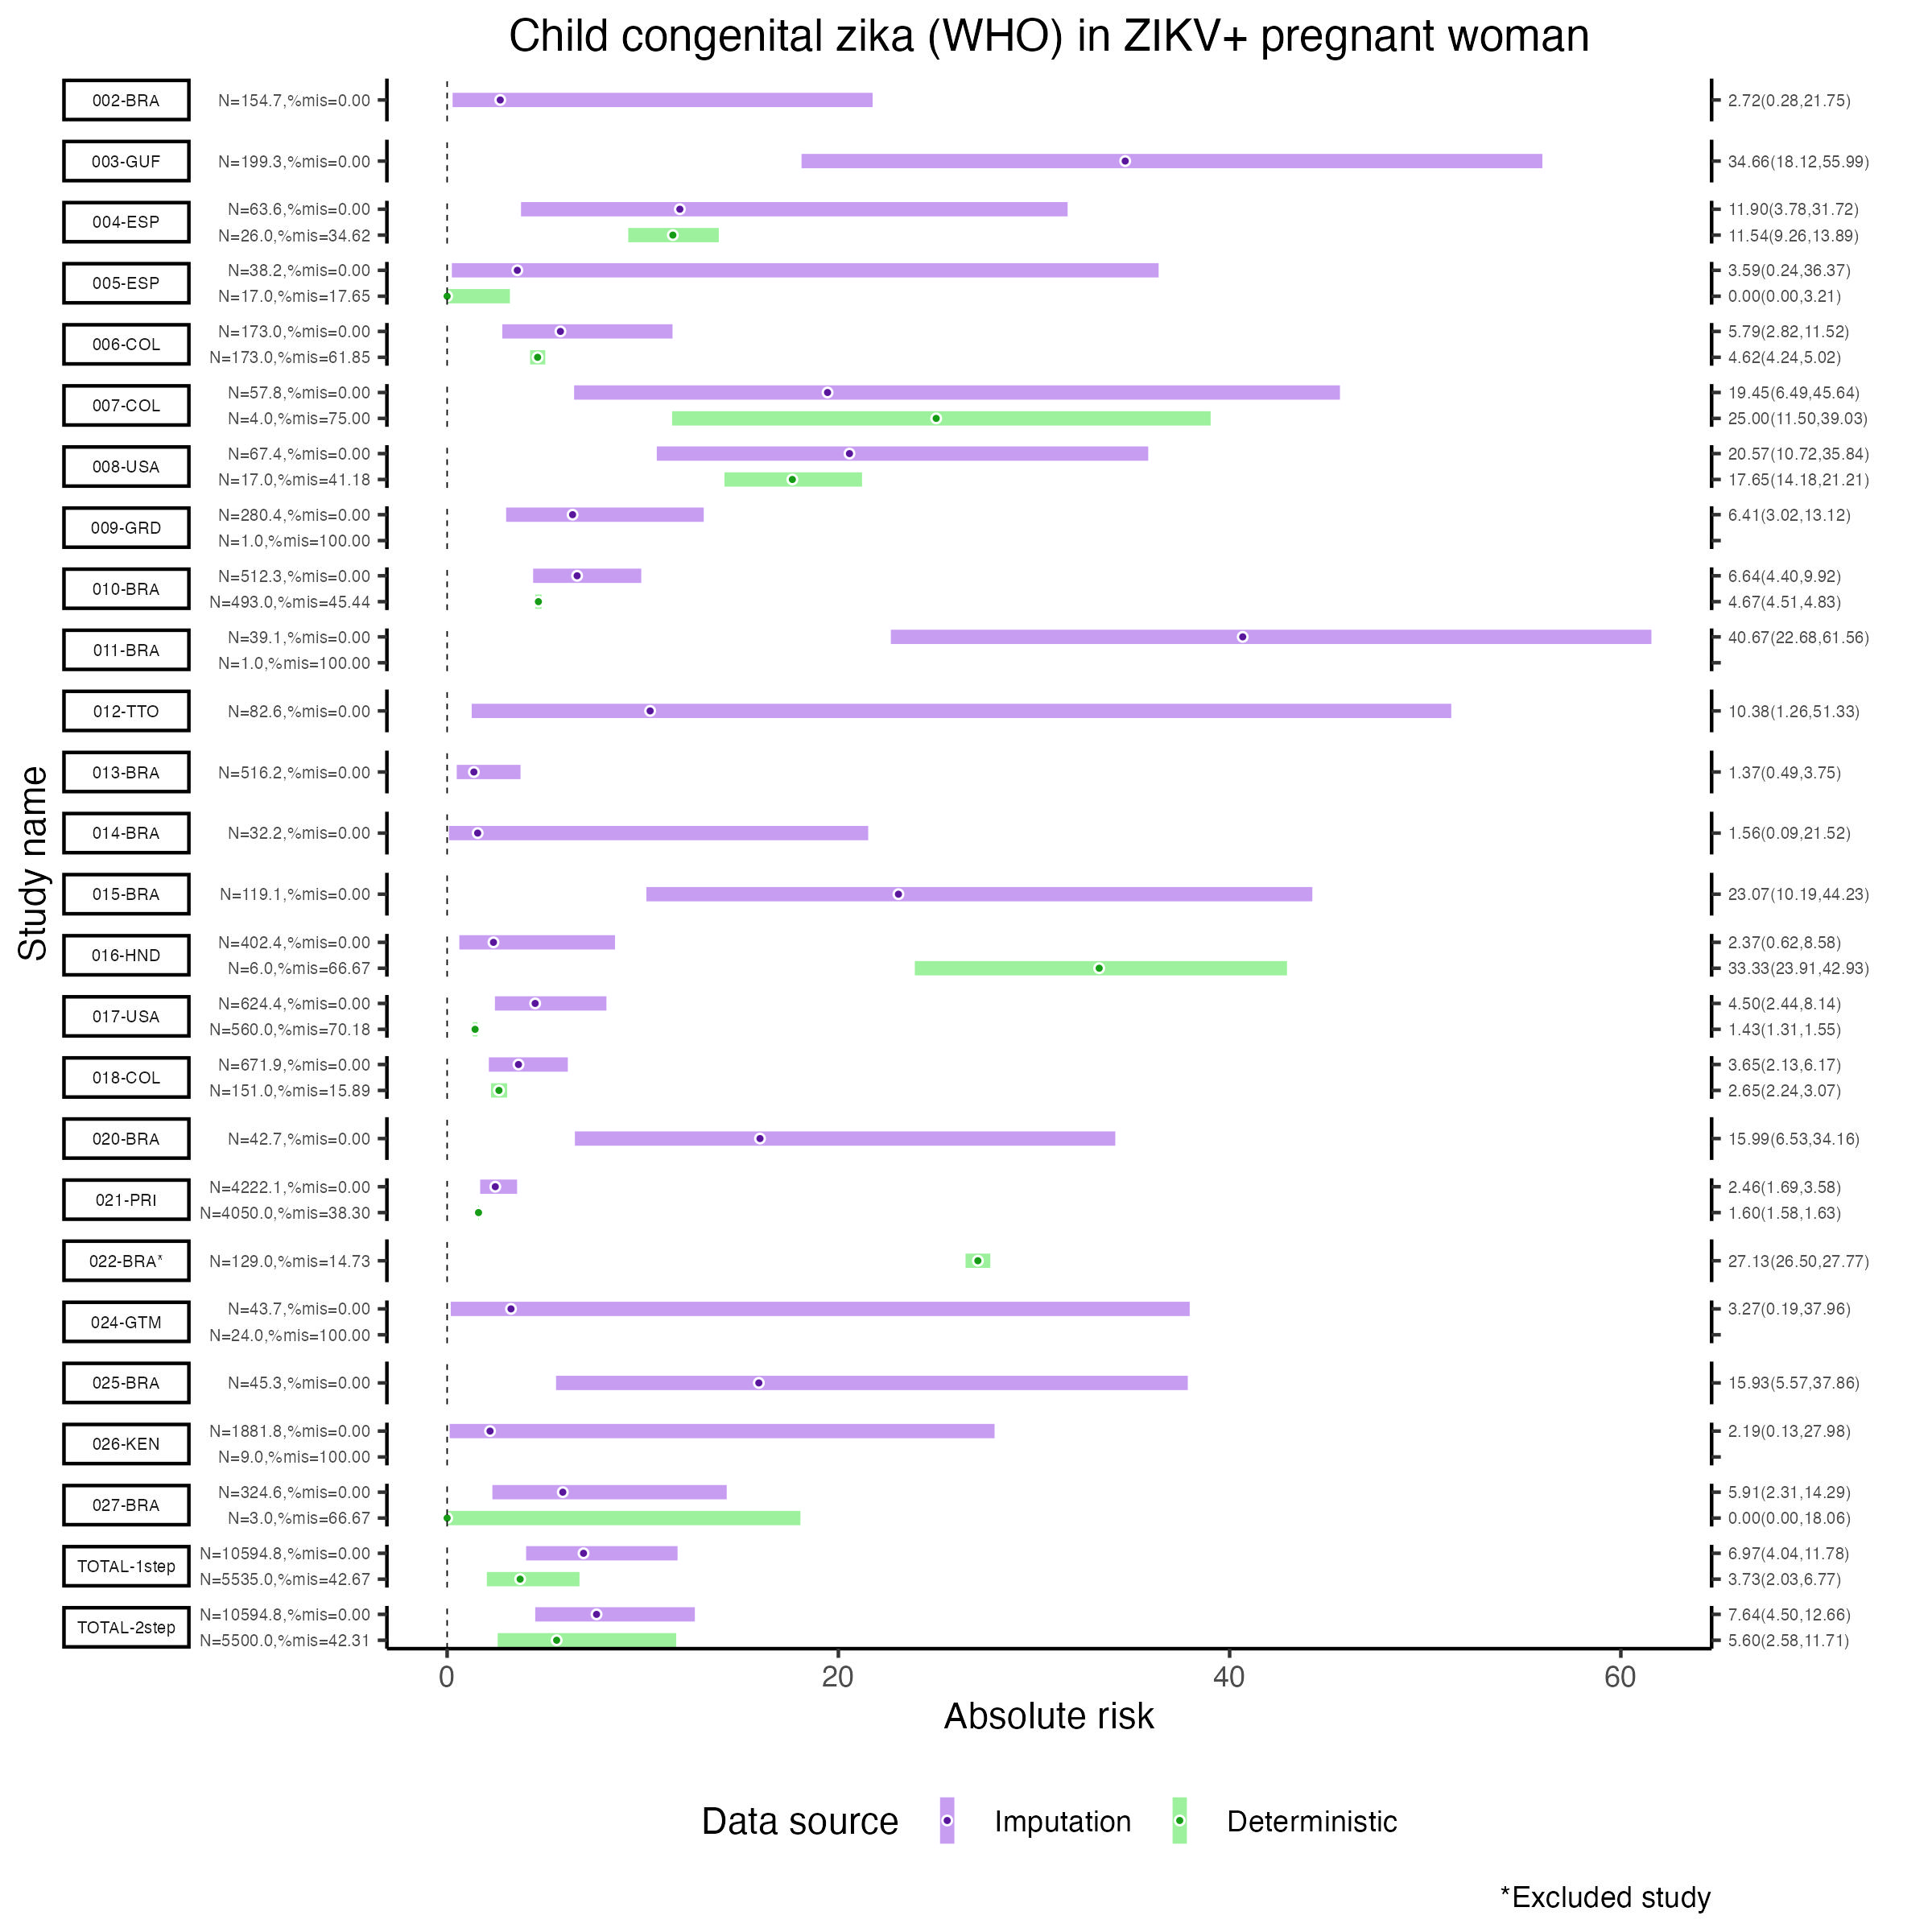 Child congenital zika (WHO) in ZIKV+ pregnant woman
Study name
002-BRA N=154.7,%mis=0.00 2.72(0.28,21.75)
003-GUF N=199.3,%mis=0.00 34.66(18.12,55.99)
004-ESP
N=63.6,%mis=0.00 11.90(3.78,31.72)
N=26.0,%mis=34.62 11.54(9.26,13.89)
005-ESP
N=38.2,%mis=0.00 3.59(0.24,36.37)
N=17.0,%mis=17.65 0.00(0.00,3.21)
006-COL
N=173.0,%mis=0.00 5.79(2.82,11.52)
N=173.0,%mis=61.85 4.62(4.24,5.02)
007-COL
N=57.8,%mis=0.00 19.45(6.49,45.64)
N=4.0,%mis=75.00 25.00(11.50,39.03)
008-USA
N=67.4,%mis=0.00 20.57(10.72,35.84)
N=17.0,%mis=41.18 17.65(14.18,21.21)
009-GRD
N=280.4,%mis=0.00 6.41(3.02,13.12)
N=1.0,%mis=100.00
010-BRA
N=512.3,%mis=0.00 6.64(4.40,9.92)
N=493.0,%mis=45.44 4.67(4.51,4.83)
011-BRA
N=39.1,%mis=0.00 40.67(22.68,61.56)
N=1.0,%mis=100.00
012-TTO N=82.6,%mis=0.00 10.38(1.26,51.33)
013-BRA N=516.2,%mis=0.00 1.37(0.49,3.75)
014-BRA N=32.2,%mis=0.00 1.56(0.09,21.52)
015-BRA N=119.1,%mis=0.00 23.07(10.19,44.23)
016-HND
N=402.4,%mis=0.00 2.37(0.62,8.58)
N=6.0,%mis=66.67 33.33(23.91,42.93)
017-USA
N=624.4,%mis=0.00 4.50(2.44,8.14)
N=560.0,%mis=70.18 1.43(1.31,1.55)
018-COL
N=671.9,%mis=0.00 3.65(2.13,6.17)
N=151.0,%mis=15.89 2.65(2.24,3.07)
020-BRA N=42.7,%mis=0.00 15.99(6.53,34.16)
021-PRI
N=4222.1,%mis=0.00 2.46(1.69,3.58)
N=4050.0,%mis=38.30 1.60(1.58,1.63)
022-BRA* N=129.0,%mis=14.73 27.13(26.50,27.77)
024-GTM
N=43.7,%mis=0.00 3.27(0.19,37.96)
N=24.0,%mis=100.00
025-BRA N=45.3,%mis=0.00 15.93(5.57,37.86)
026-KEN
N=1881.8,%mis=0.00 2.19(0.13,27.98)
N=9.0,%mis=100.00
027-BRA
N=324.6,%mis=0.00 5.91(2.31,14.29)
N=3.0,%mis=66.67 0.00(0.00,18.06)
TOTAL-1step
N=10594.8,%mis=0.00 6.97(4.04,11.78)
N=5535.0,%mis=42.67 3.73(2.03,6.77)
TOTAL-2step
N=10594.8,%mis=0.00 7.64(4.50,12.66)
N=5500.0,%mis=42.31 5.60(2.58,11.71)
0 20 40 60
Absolute risk
Data source Imputation Deterministic
*Excluded study